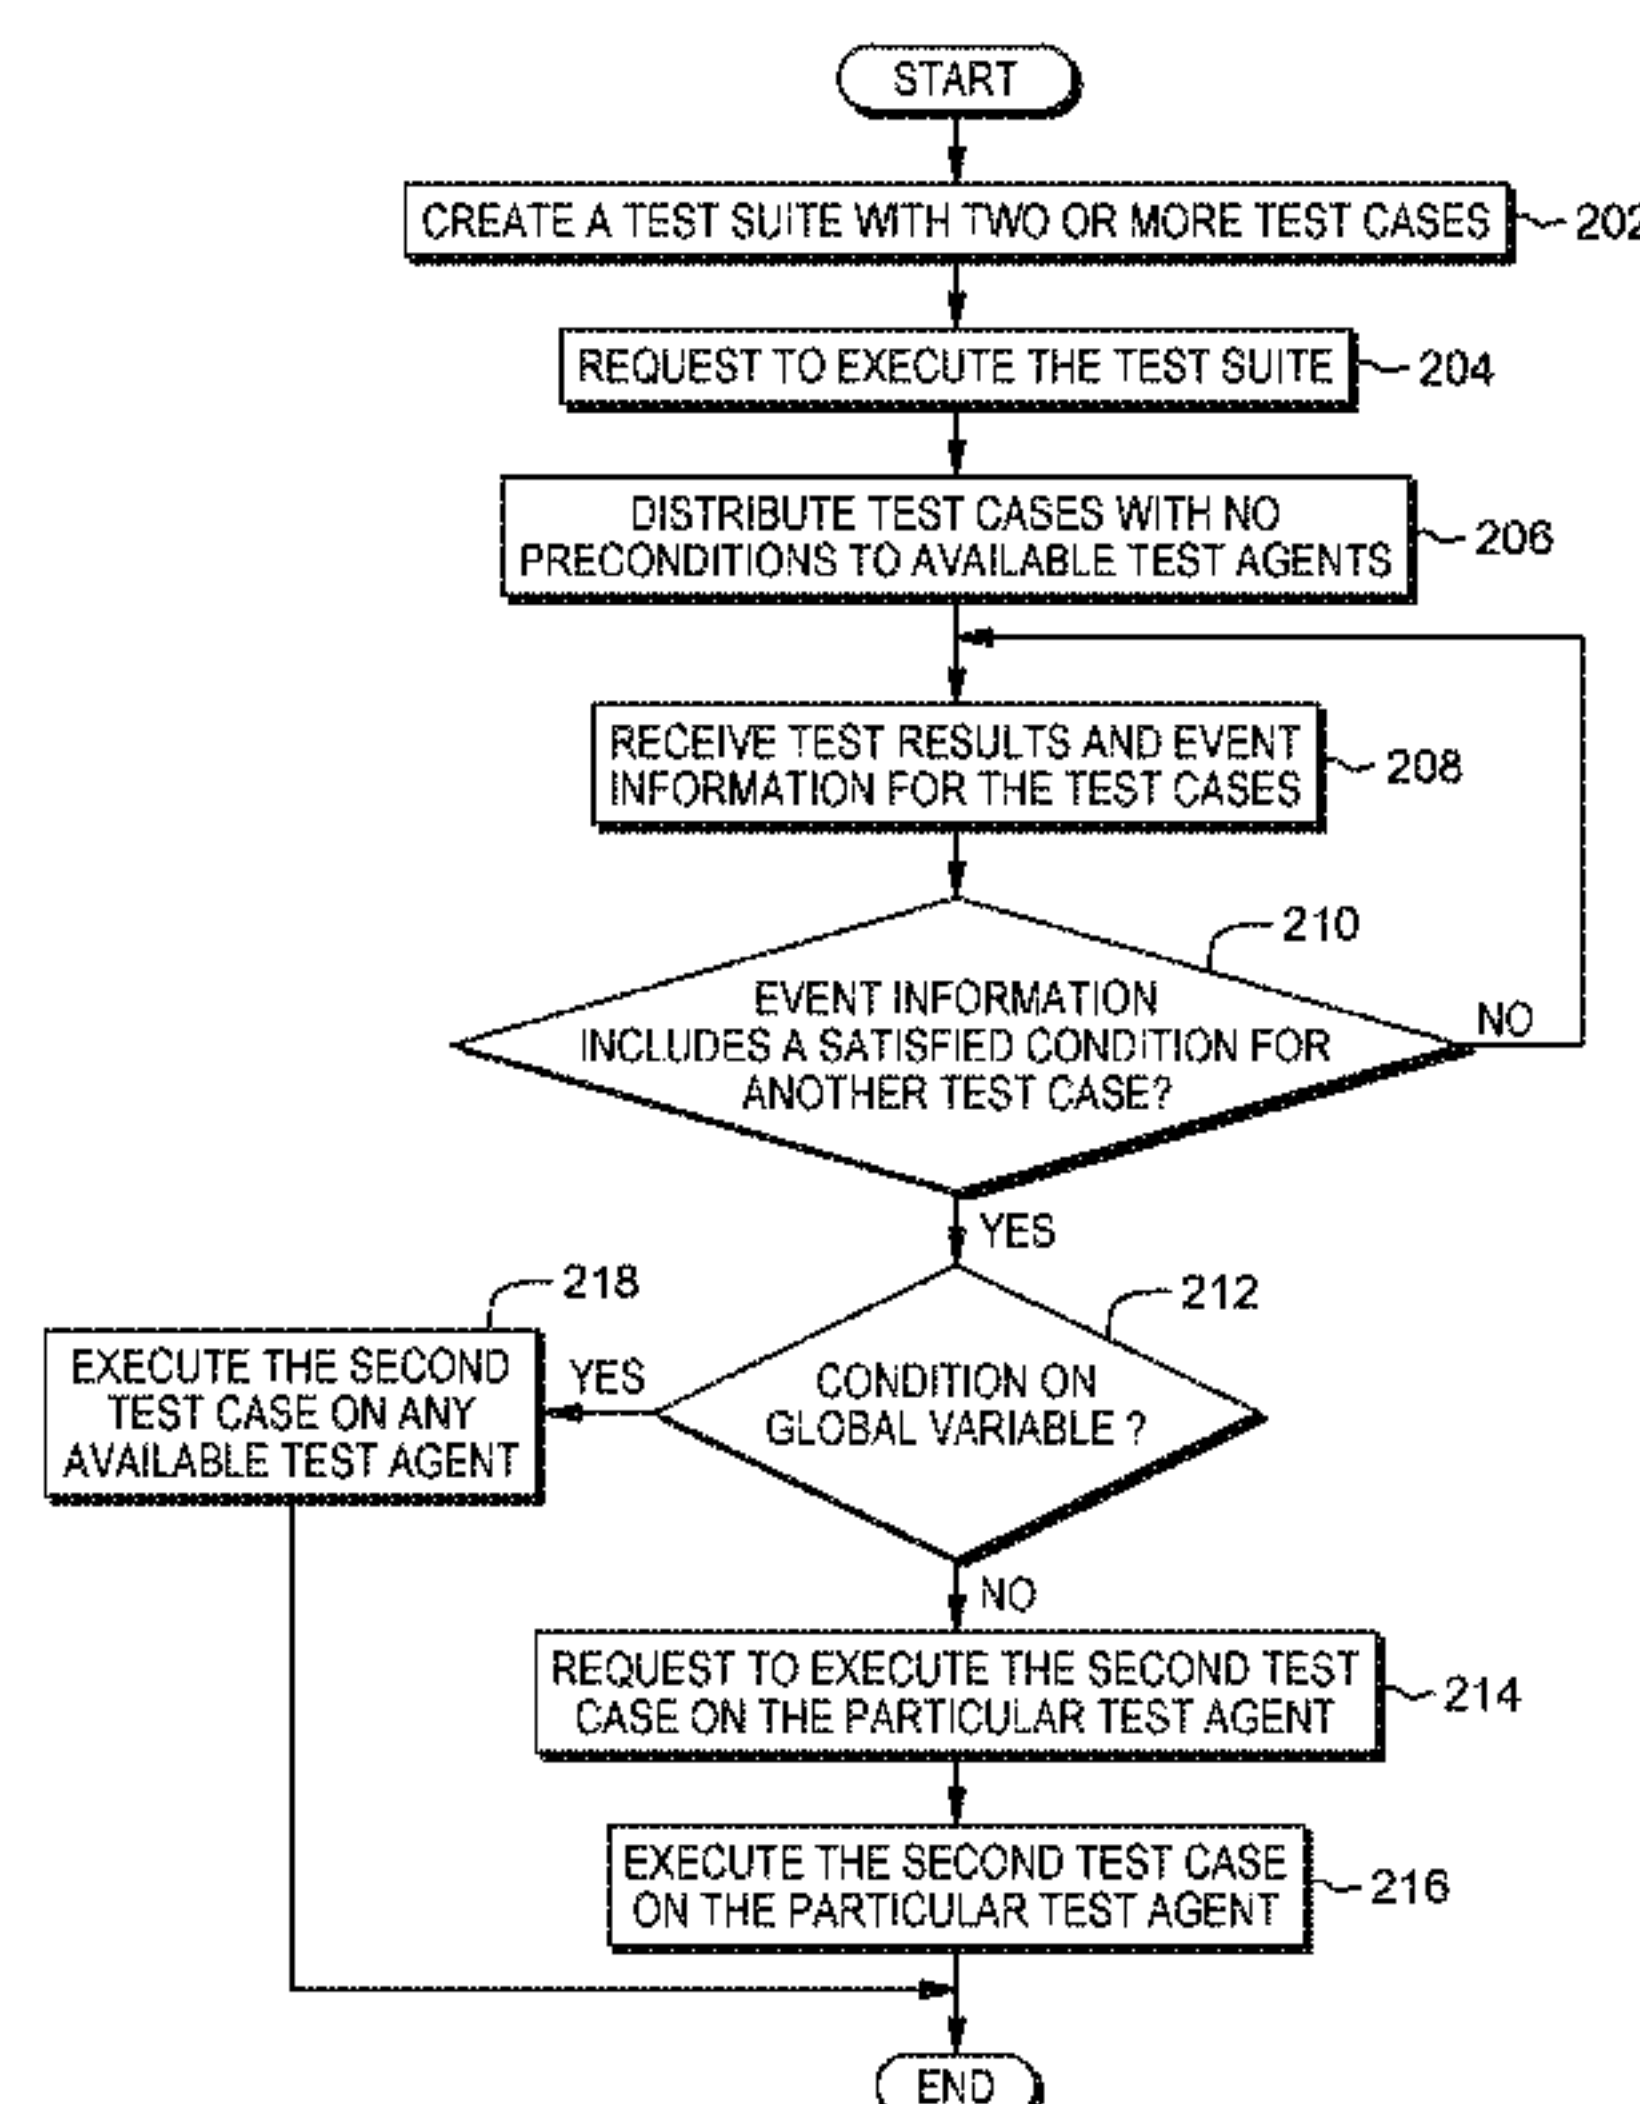 START
CREATE A TEST SUITE WITH TWO OR MORE TEST CASES
202
REQUEST TO EXECUTE THE TEST SUITE
204
DISTRIBUTE TEST CASES WITH NO
PRECONDITIONS TO AVAILABLE TEST AGENTS
206
RECEIVE TEST RESULTS AND EVENT
INFORMATION FOR THE TEST CASES
208
210
EVENT INFORMATION
INCLUDES A SATISFIED CONDITION FOR
ANOTHER TEST CASE?
NO
YES
218
212
EXECUTE THE SECOND
TEST CASE ON ANY
AVAILABLE TEST AGENT
YES
CONDITION ON
GLOBAL VARIABLE ?
NO
REQUEST TO EXECUTE THE SECOND TEST
CASE ON THE PARTICULAR TEST AGENT
214
EXECUTE THE SECOND TEST CASE
ON THE PARTICULAR TEST AGENT
216
END